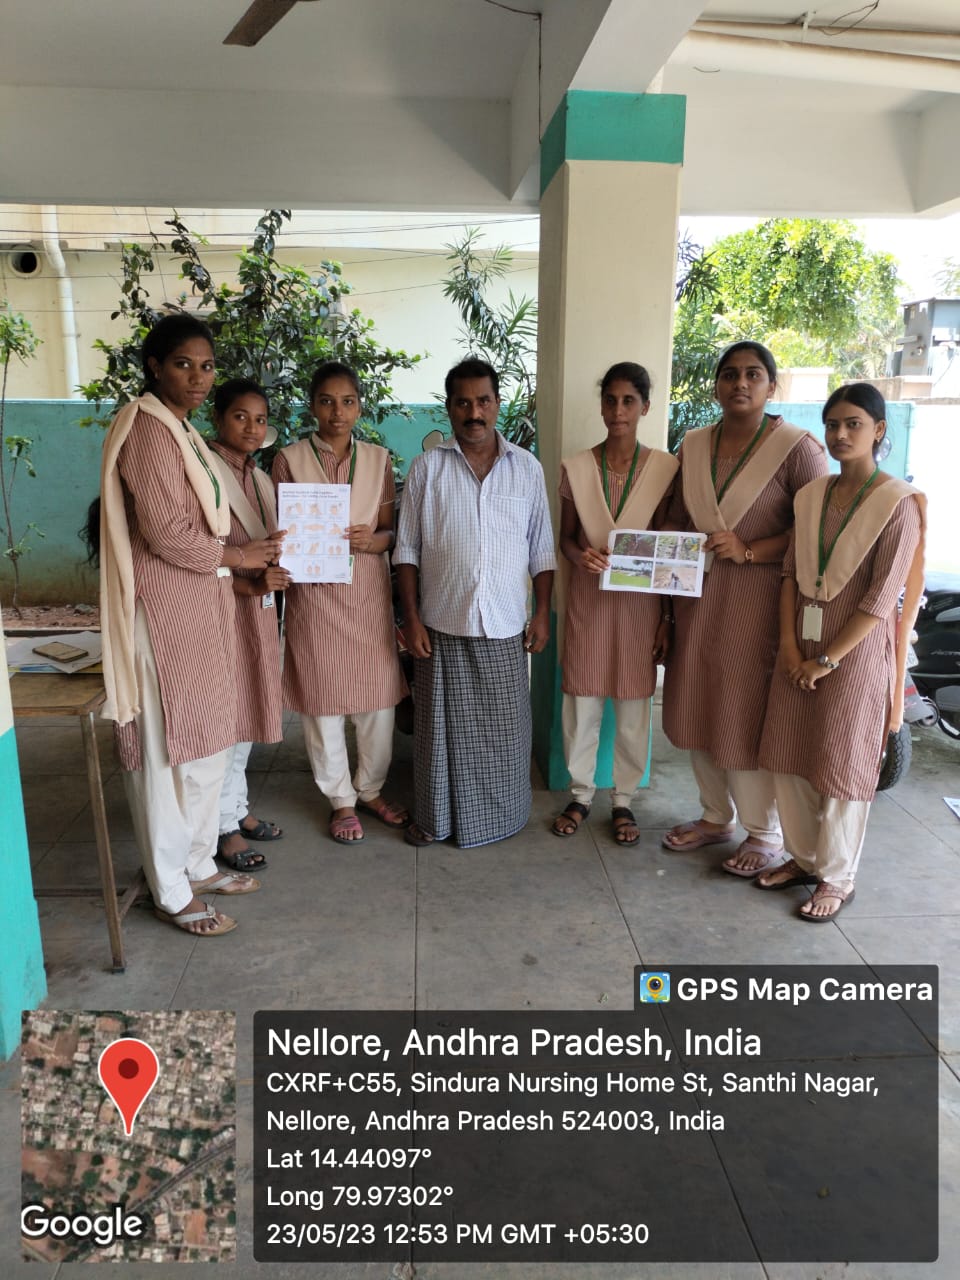 GPS Map Camera
Nellore, Andhra Pradesh, India
CXRF+C55, Sindura Nursing Home St, Santhi Nagar,
Nellore, Andhra Pradesh 524003, India
Lat 14.44097°
Long 79.97302°
23/05/23 12:53 PM GMT +05:30
Google